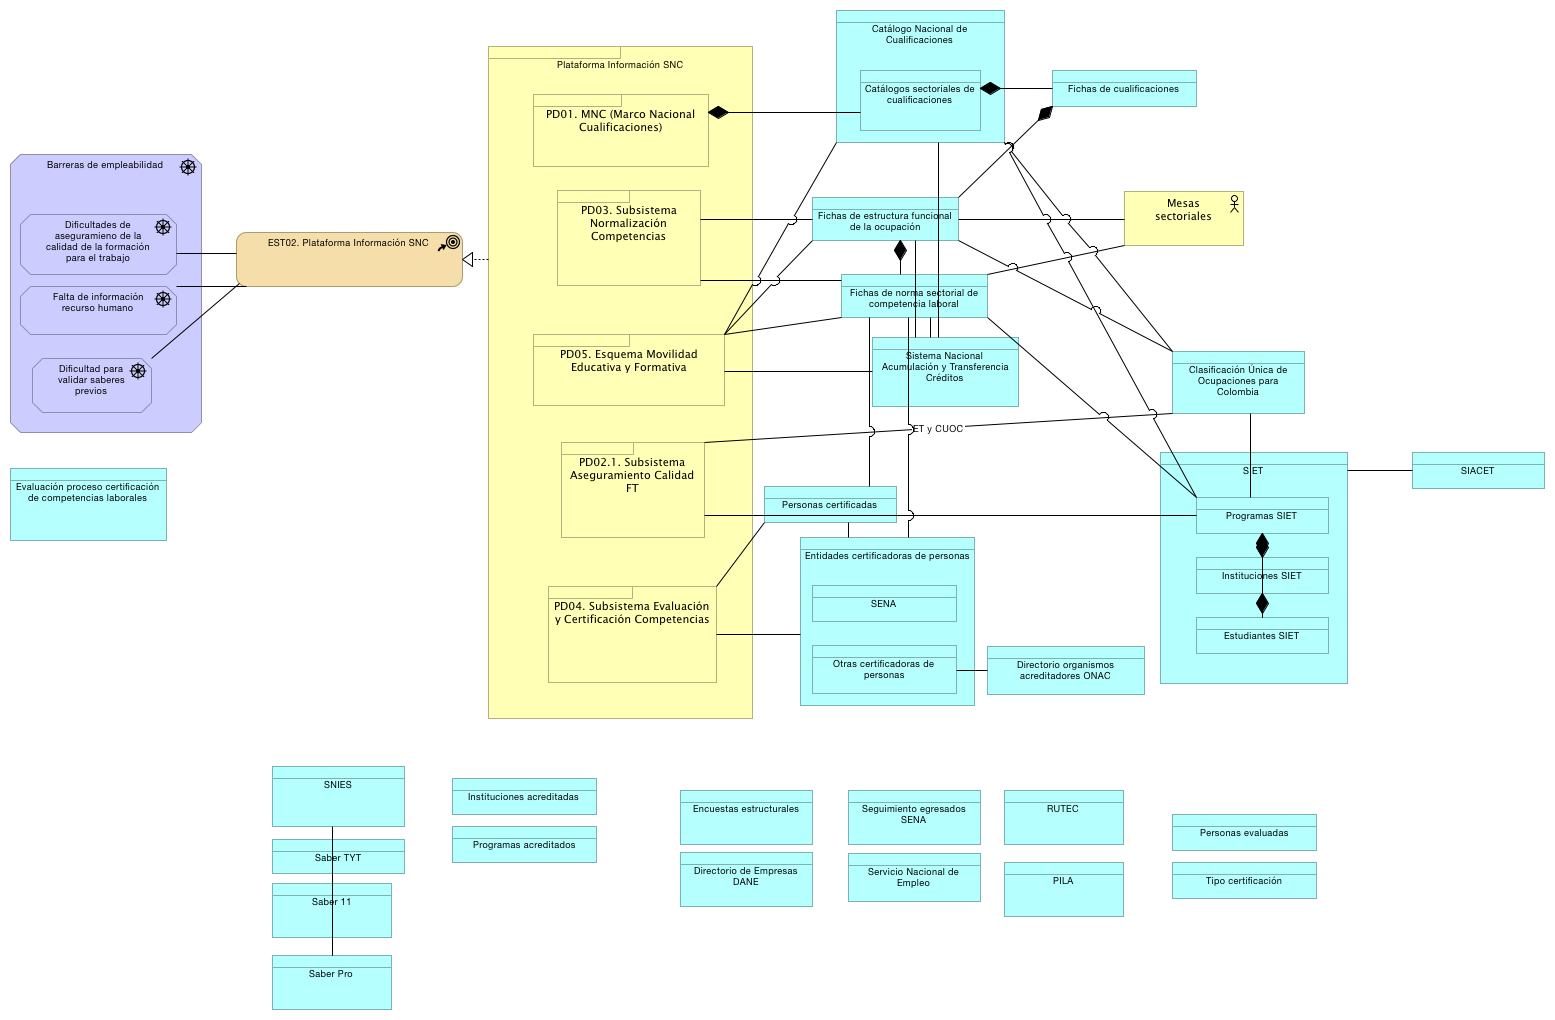 Catálogo Nacional de
Cualificaciones
Catálogos sectoriales de
cualificaciones
Fichas de cualificaciones
Plataforma Información SNC
PD01. MNC (Marco Nacional
Cualificaciones)
PD03. Subsistema
Normalización
Competencias
PD05. Esquema Movilidad
Educativa y Formativa
PD02.1. Subsistema
Aseguramiento Calidad
FT
PD04. Subsistema Evaluación
y Certificación Competencias
Barreras de empleabilidad
Dificultades de
aseguramieno de la
calidad de la formación
para el trabajo
Falta de información
recurso humano
Dificultad para
validar saberes
previos
EST02. Plataforma Información SNC
Fichas de estructura funcional
de la ocupación
Mesas
sectoriales
Fichas de norma sectorial de
competencia laboral
Sistema Nacional
Acumulación y Transferencia
Créditos
Clasificación Única de
Ocupaciones para
Colombia
ET y CUOC
SIET
SIACET
Programas SIET
Instituciones SIET
Estudiantes SIET
Evaluación proceso certificación
de competencias laborales
Personas certificadas
Entidades certificadoras de personas
SENA
Otras certificadoras de
personas
Directorio organismos
acreditadores ONAC
SNIES
Saber TYT
Saber 11
Saber Pro
Instituciones acreditadas
Programas acreditados
Encuestas estructurales
Directorio de Empresas
DANE
Seguimiento egresados
SENA
Servicio Nacional de
Empleo
RUTEC
PILA
Personas evaluadas
Tipo certificación